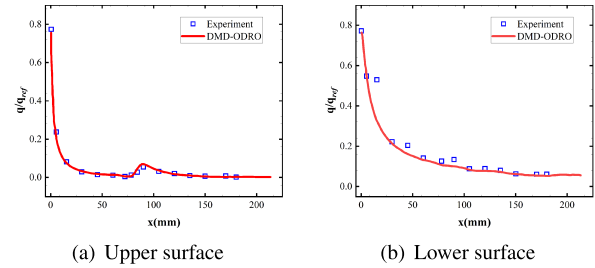 Experiment
DMD-ODRO
q/q_ref
0.8
0.6
0.4
0.2
0.0
0 50 100 150 200
x(mm)
(a) Upper surface
Experiment
DMD-ODRO
q/q_ref
0.8
0.6
0.4
0.2
0.0
0 50 100 150 200
x(mm)
(b) Lower surface